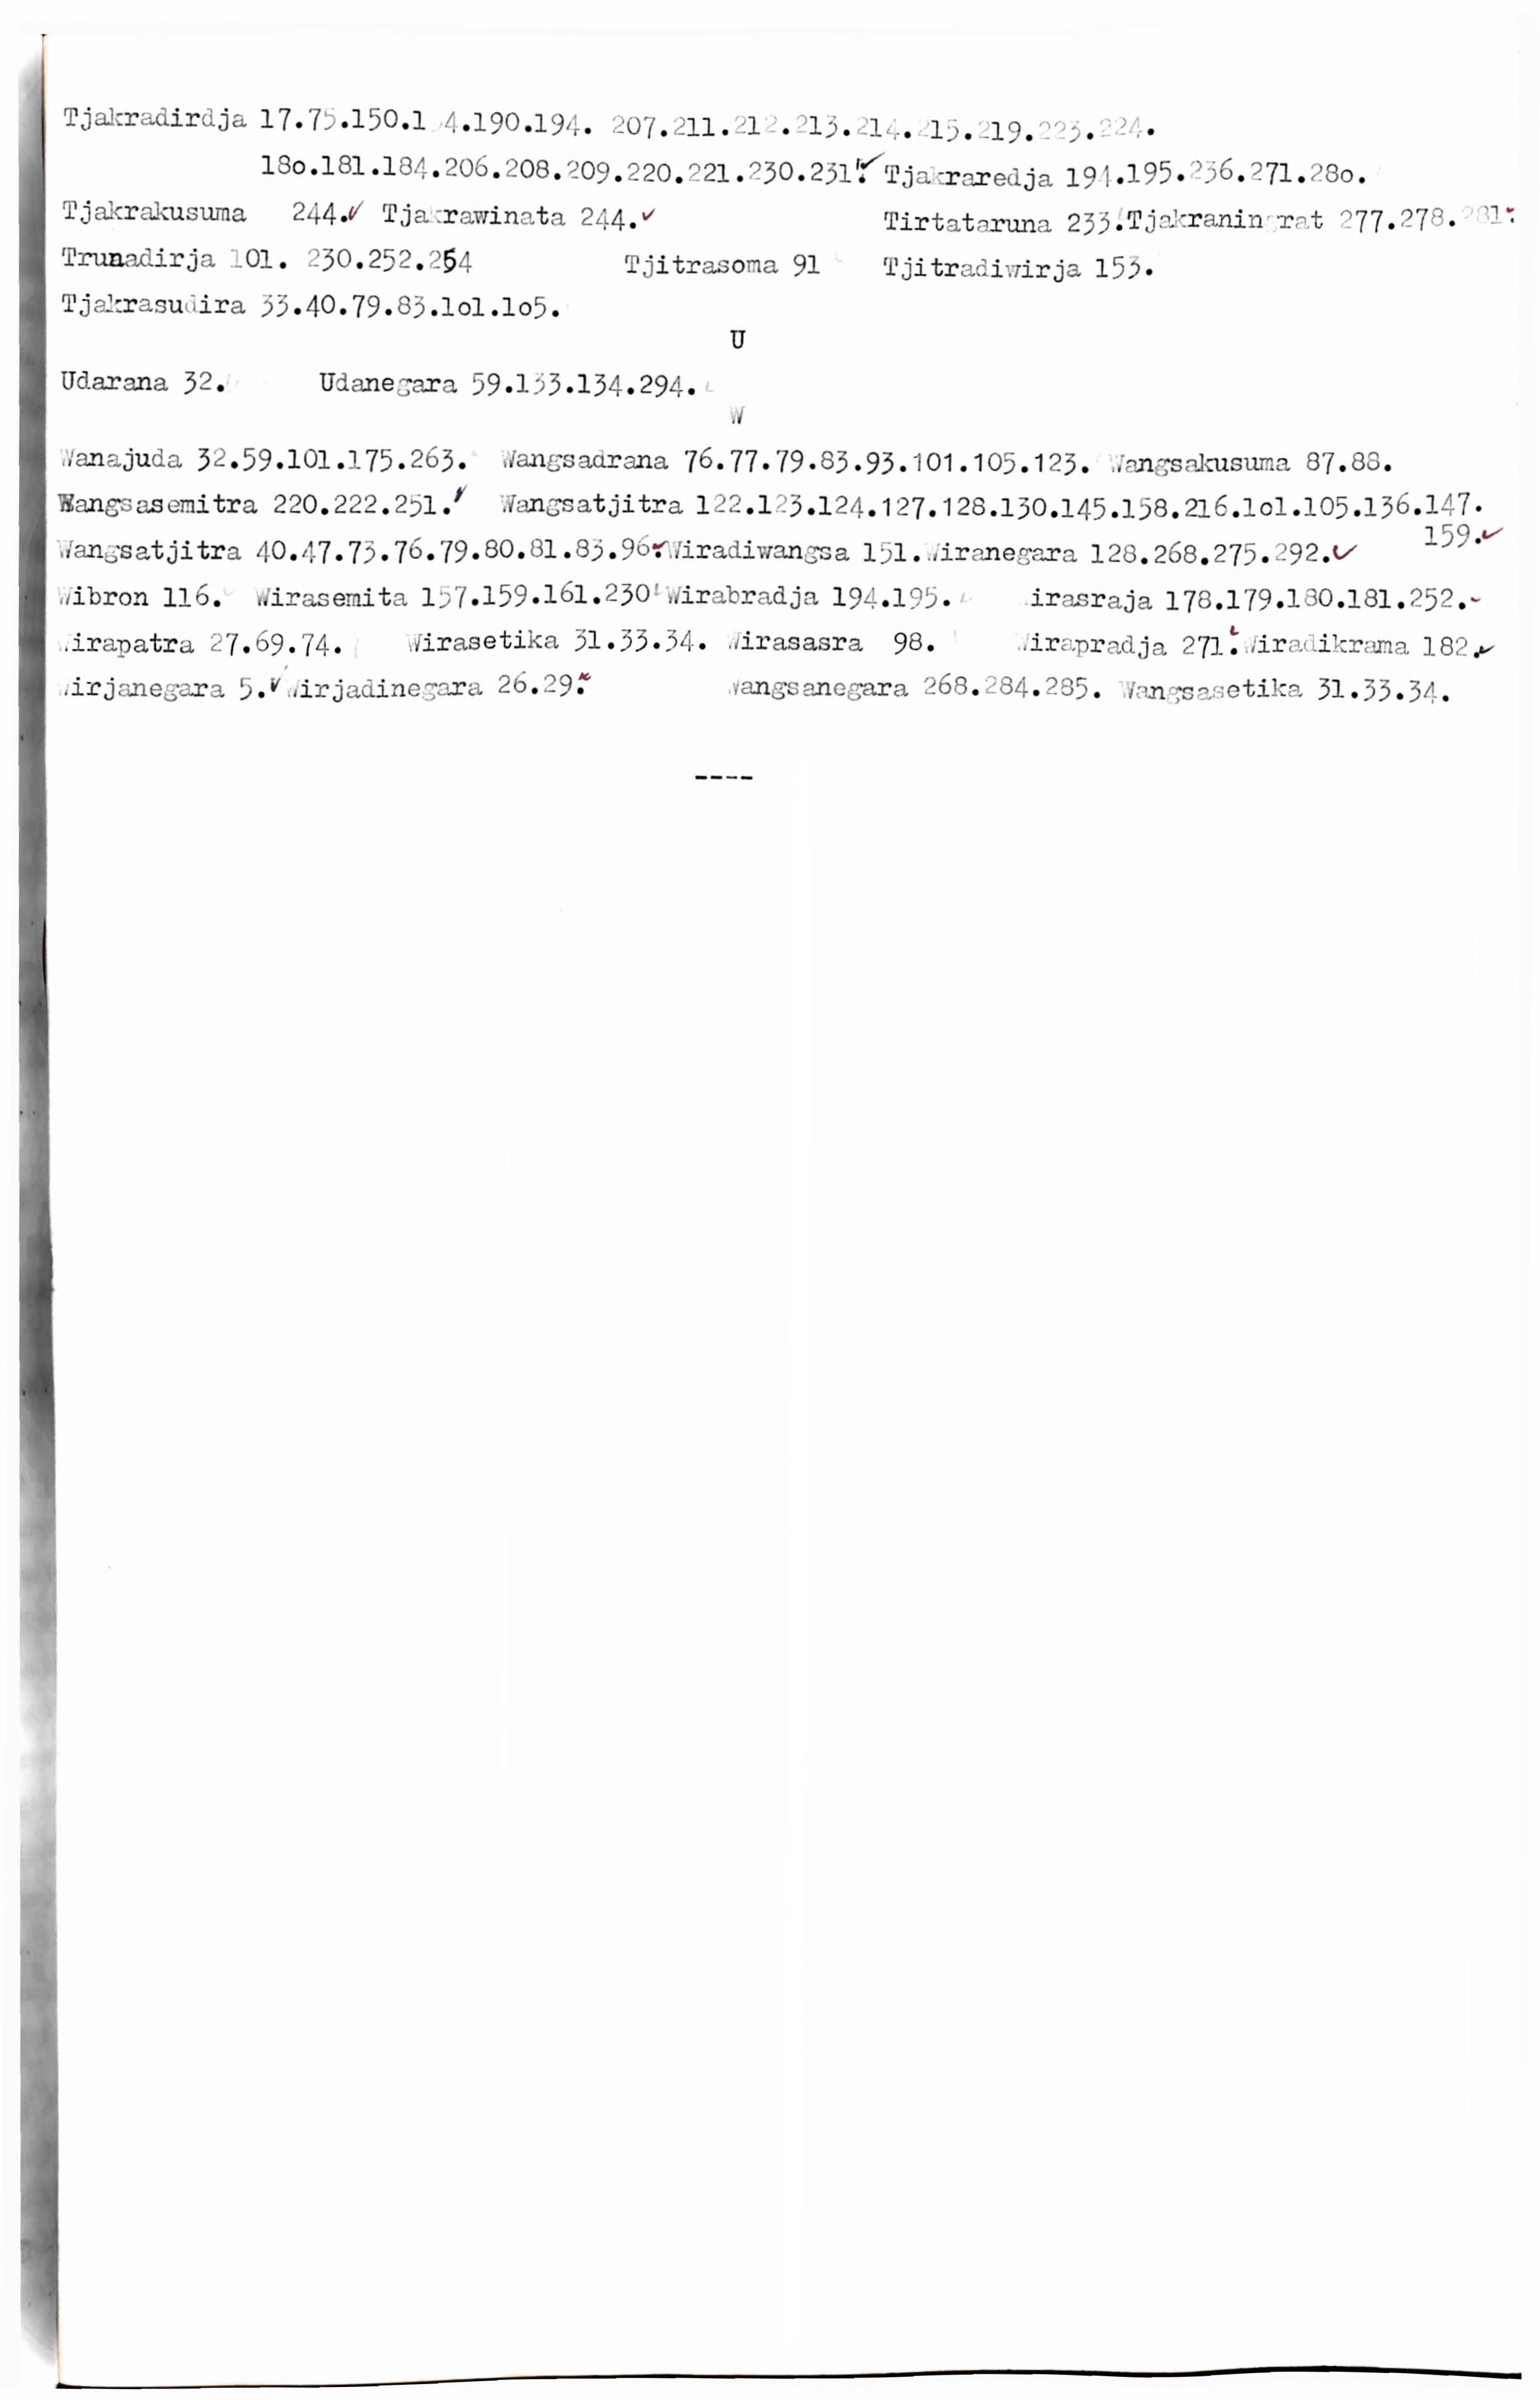 Tjakradirdja 17.75.150.1 4.190.194. 207.211.212.213.214.215.219.223.224.
18o.181.184.206.208.209.220.221.230.231. Tjakraredja 194.195.236.271.28o.
Tjakrakusuma 244. Tjakrawinata 244. Tirtataruna 233. Tjakraningrat 277.278.281.
Trunadirja 101. 230.252.254 Tjitrasoma 91 Tjitradiwirja 153.
Tjakrasudira 33.40.79.83.lol.lo5.
U
Udarana 32. Udanegara 59.133.134.294.
W
Wanajuda 32.59.101.175.263. Wangsadrana 76.77.79.83.93.101.105.123. Wangsakusuma 87.88.
Wangsasemitra 220.222.251. Wangsatjitra 122.123.124.127.128.130.145.158.216.lol.105.136.147.
159.
Wangsatjitra 40.47.73.76.79.80.81.83.96. Wiradiwangsa 151. Wiranegara 128.268.275.292.
Wibron 116. Wirasemita 157.159.161.230 Wirabradja 194.195. Wirasraja 178.179.180.181.252.
Wirapatra 27.69.74. Wirasetika 31.33.34. Wirasasra 98. Wirapradja 271. Wiradikrama 182.
Wirjanegara 5. Wirjadinegara 26.29. Wangsanegara 268.284.285. Wangsasetika 31.33.34.
----